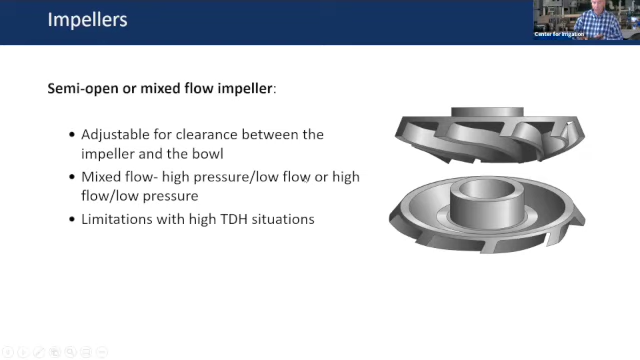 Impellers
Center for Irrigation
Semi-open or mixed flow impeller:
• Adjustable for clearance between the
impeller and the bowl
• Mixed flow- high pressure/low flow or high
flow/low pressure
• Limitations with high TDH situations